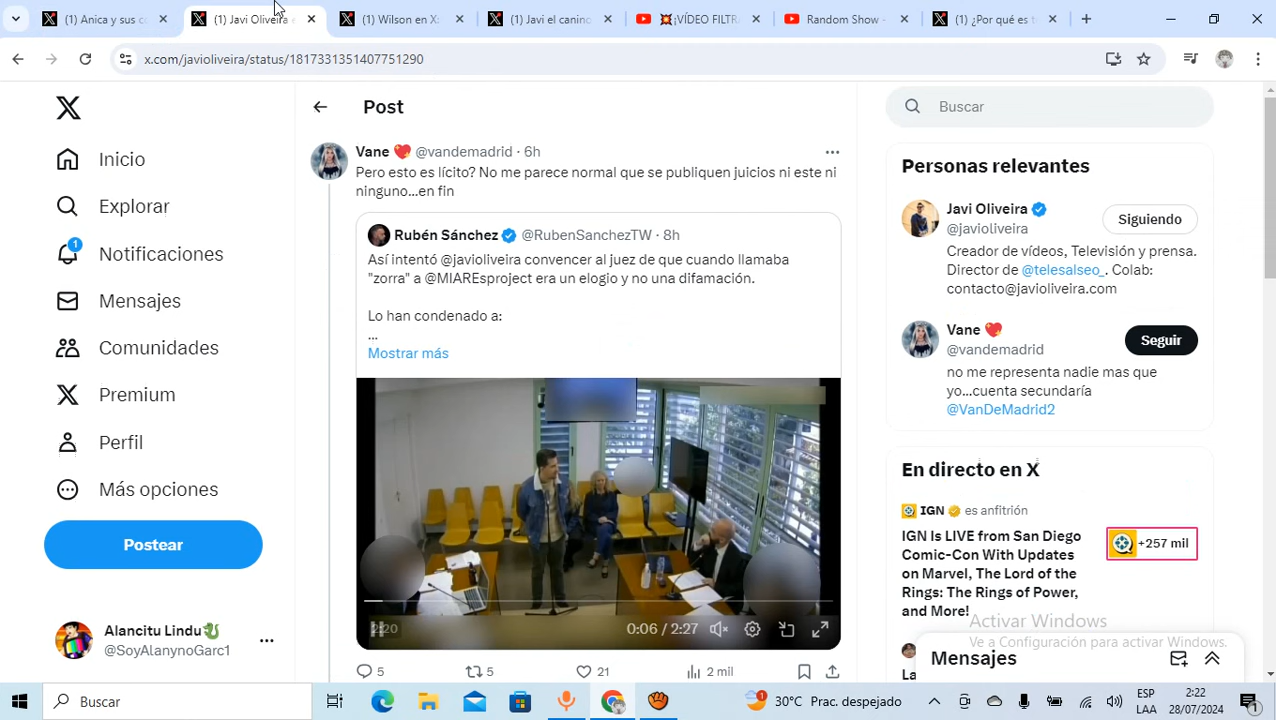 (1) Anica y sus c
(1) Javi Oliveira e
(1) Wilson en X:
(1) Javi el canino
¡VÍDEO FILTRA
Random Show -
(1) ¿Por qué es t
x.com/javioliveira/status/1817331351407751290
Inicio
Explorar
1
Notificaciones
Mensajes
Comunidades
Premium
Perfil
Más opciones
Postear
Alancitu Lindu
@SoyAlanynoGarc1
Post
Vane @vandemadrid · 6h
Pero esto es lícito? No me parece normal que se publiquen juicios ni este ni
ninguno...en fin
Rubén Sánchez @RubenSanchezTW · 8h
Así intentó @javioliveira convencer al juez de que cuando llamaba
"zorra" a @MIAREsproject era un elogio y no una difamación.
Lo han condenado a:
...
Mostrar más
2:20
0:06 / 2:27
5
5
21
2 mil
Buscar
Personas relevantes
Javi Oliveira
@javioliveira
Siguiendo
Creador de vídeos, Televisión y prensa.
Director de @telesalseo_. Colab:
contacto@javioliveira.com
Vane
@vandemadrid
Seguir
no me representa nadie mas que
yo...cuenta secundaría
@VanDeMadrid2
En directo en X
IGN es anfitrión
IGN Is LIVE from San Diego
Comic-Con With Updates
on Marvel, The Lord of the
Rings: The Rings of Power,
and More!
+257 mil
Activar Windows
Ve a Configuración para activar Windows.
La
Mensajes
Buscar
1
30°C Prac. despejado
ESP
LAA
2:22
28/07/2024
1